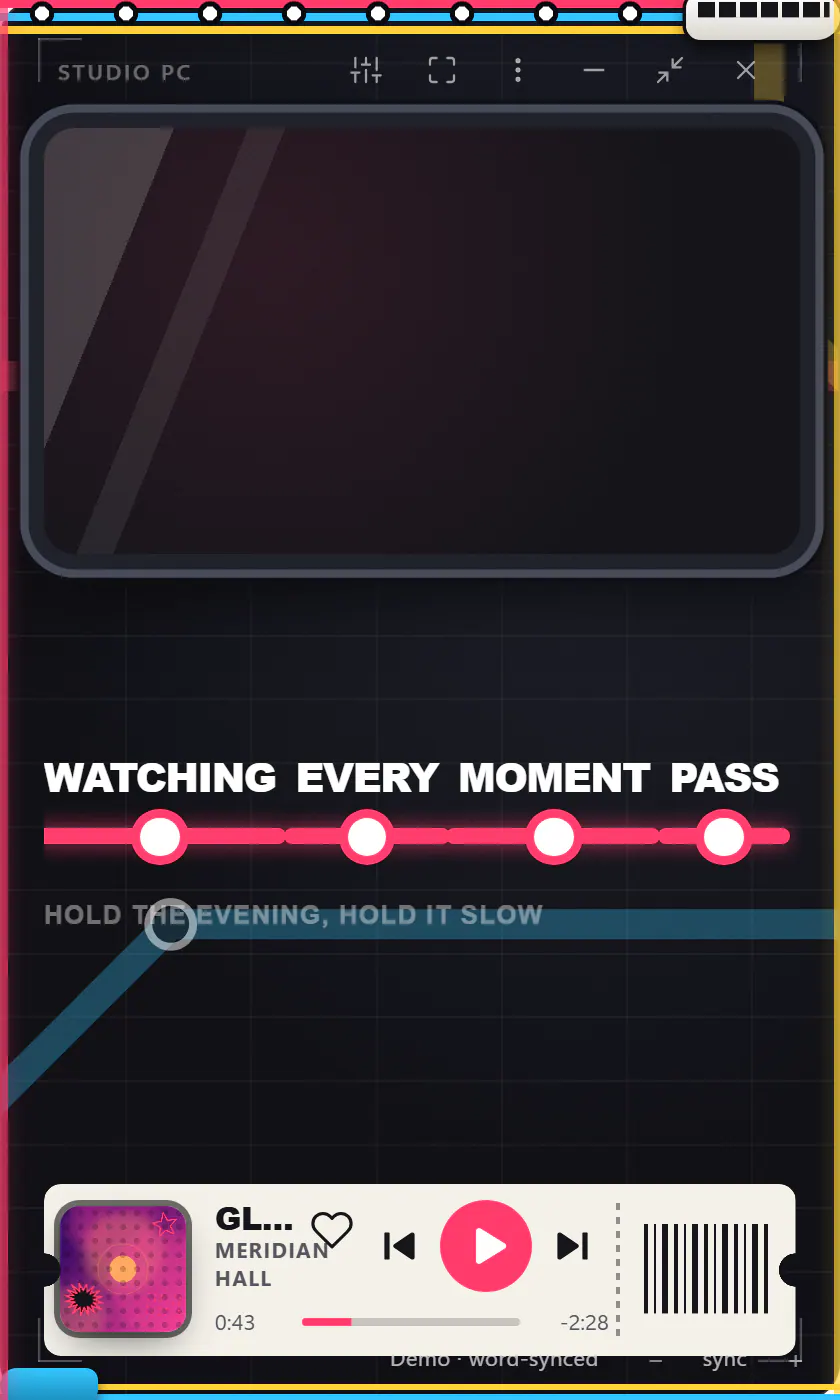 STUDIO PC
WATCHING EVERY MOMENT PASS
HOLD THE EVENING, HOLD IT SLOW
GL...
MERIDIAN
HALL
0:43
-2:28
Demo · word-synced − sync +